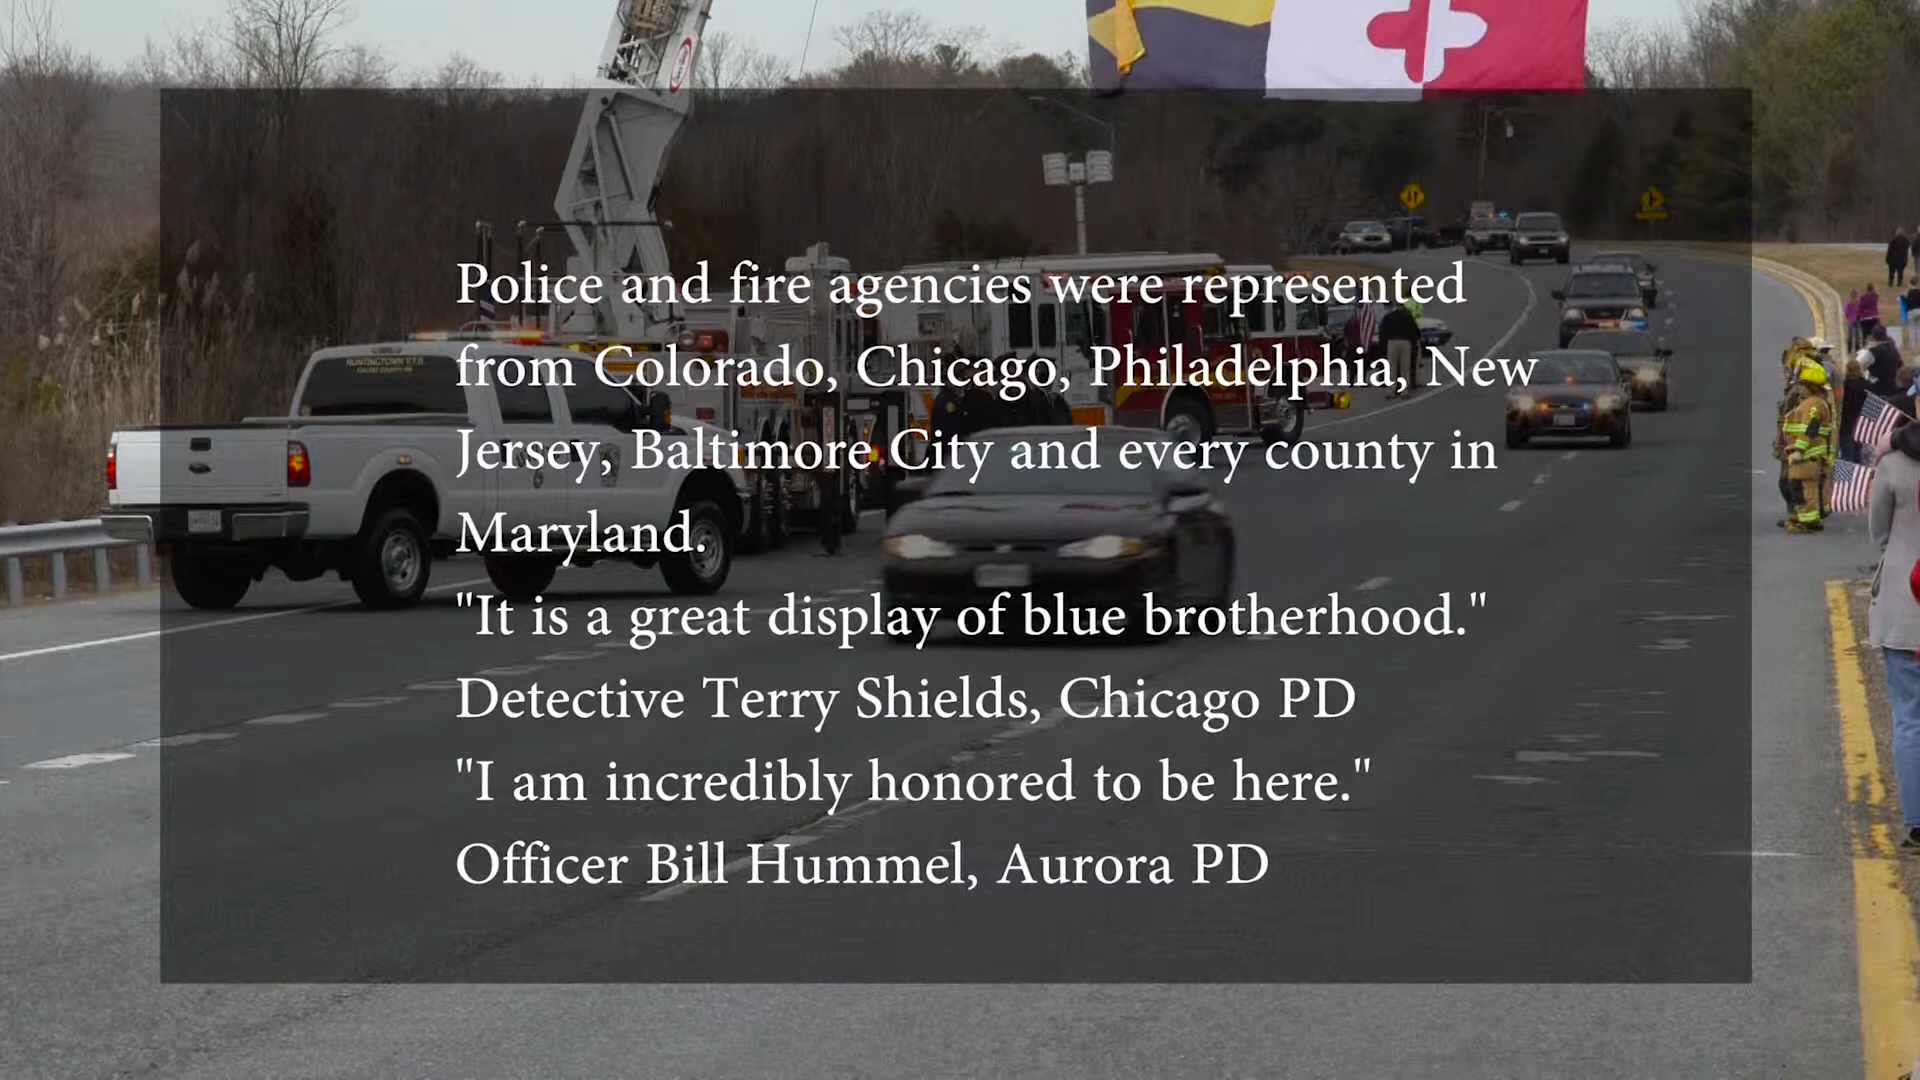 Police and fire agencies were represented
from Colorado, Chicago, Philadelphia, New
Jersey, Baltimore City and every county in
Maryland.
"It is a great display of blue brotherhood."
Detective Terry Shields, Chicago PD
"I am incredibly honored to be here."
Officer Bill Hummel, Aurora PD
HUNTINGTOWN V.F.D.